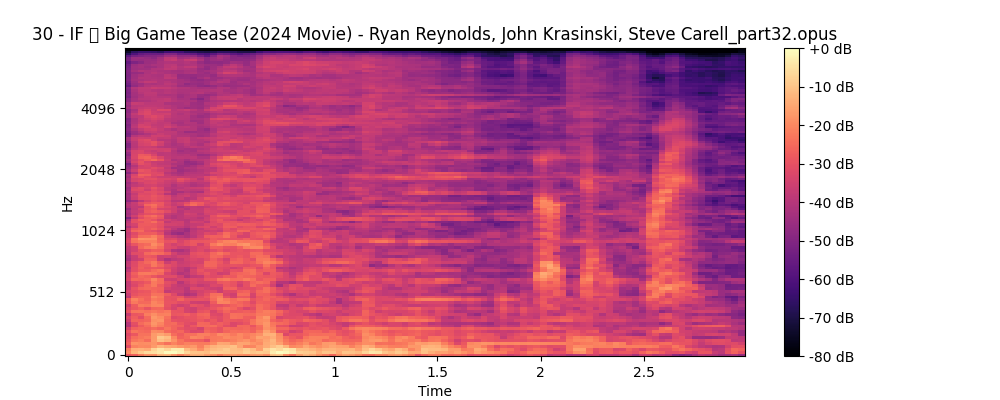 30 - IF ▯ Big Game Tease (2024 Movie) - Ryan Reynolds, John Krasinski, Steve Carell_part32.opus
+0 dB
-10 dB
-20 dB
-30 dB
-40 dB
-50 dB
-60 dB
-70 dB
-80 dB
Hz
4096
2048
1024
512
0
0 0.5 1 1.5 2 2.5
Time